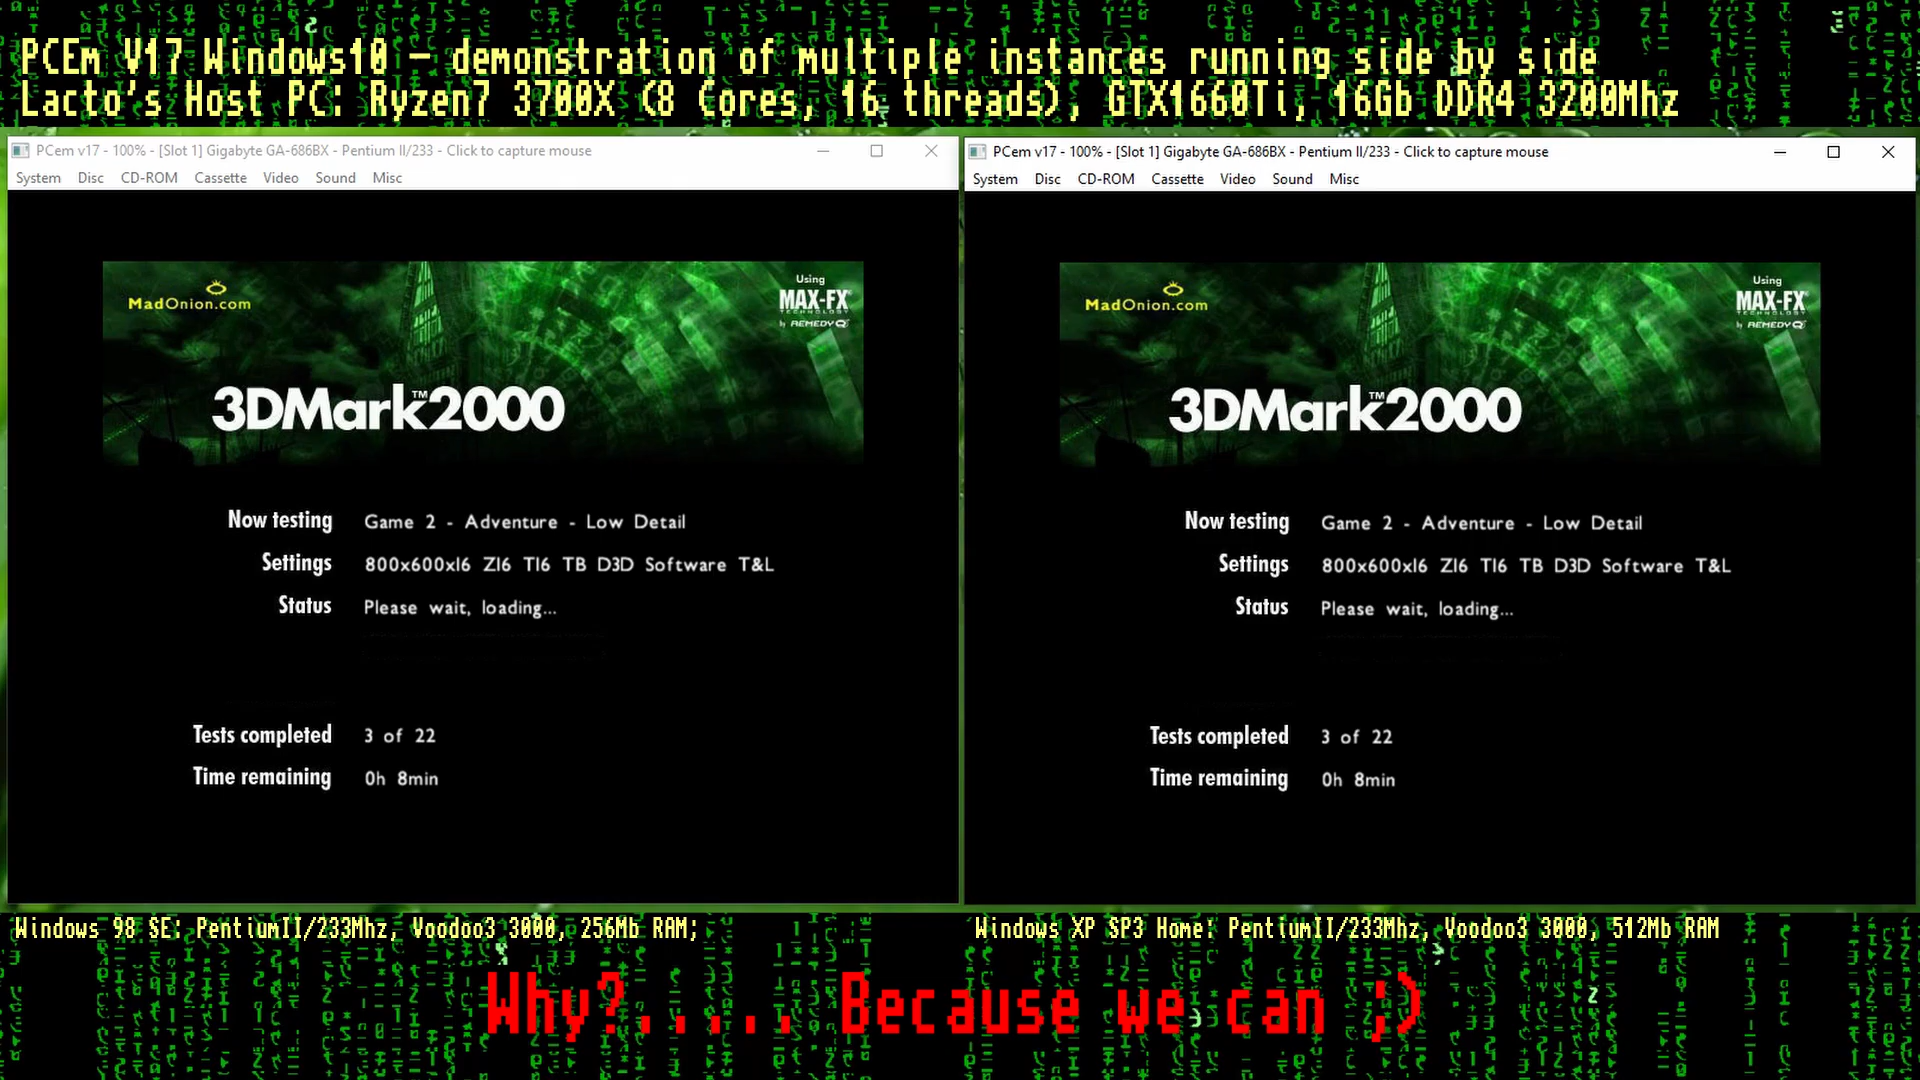 PCEm V17 Windows10 - demonstration of multiple instances running side by side
Lacto's Host PC: Ryzen7 3700X (8 Cores, 16 threads), GTX1660Ti, 16Gb DDR4 3200Mhz
PCem v17 - 100% - [Slot 1] Gigabyte GA-686BX - Pentium II/233 - Click to capture mouse
System Disc CD-ROM Cassette Video Sound Misc
MadOnion.com
Using
MAX-FX
TECHNOLOGY
by REMEDY
3DMark™2000
Now testing Game 2 - Adventure - Low Detail
Settings 800x600x16 Z16 T16 TB D3D Software T&L
Status Please wait, loading...
Tests completed 3 of 22
Time remaining 0h 8min
PCem v17 - 100% - [Slot 1] Gigabyte GA-686BX - Pentium II/233 - Click to capture mouse
System Disc CD-ROM Cassette Video Sound Misc
MadOnion.com
Using
MAX-FX
TECHNOLOGY
by REMEDY
3DMark™2000
Now testing Game 2 - Adventure - Low Detail
Settings 800x600x16 Z16 T16 TB D3D Software T&L
Status Please wait, loading...
Tests completed 3 of 22
Time remaining 0h 8min
Windows 98 SE: PentiumII/233Mhz, Voodoo3 3000, 256Mb RAM;
Windows XP SP3 Home: PentiumII/233Mhz, Voodoo3 3000, 512Mb RAM
Why?..... Because we can ;)